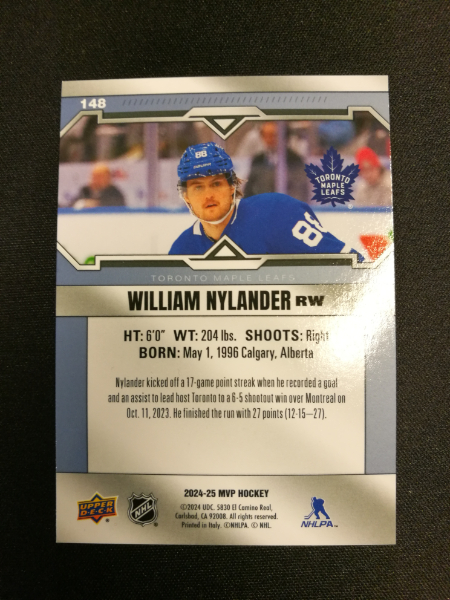 148
88
TORONTO
MAPLE
LEAFS
88
TORONTO MAPLE LEAFS
WILLIAM NYLANDER RW
HT: 6'0" WT: 204 lbs. SHOOTS: Right
BORN: May 1, 1996 Calgary, Alberta
Nylander kicked off a 17-game point streak when he recorded a goal
and an assist to lead host Toronto to a 6-5 shootout win over Montreal on
Oct. 11, 2023. He finished the run with 27 points (12-15—27).
2024-25 MVP HOCKEY
©2024 UDC. 5830 El Camino Real,
Carlsbad, CA 92008. All rights reserved.
Printed in Italy. ©NHLPA. © NHL.
UPPER
DECK
NHL
NHLPA